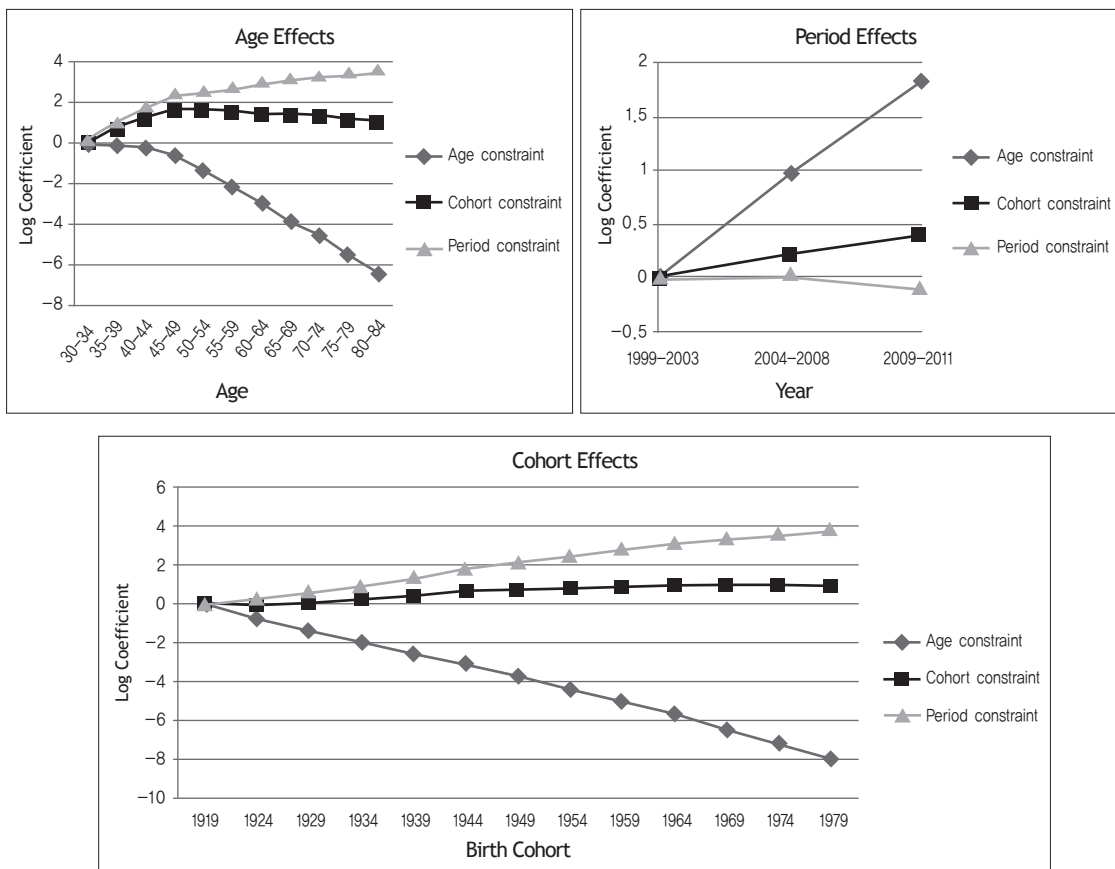 Age Effects
4
2
0
−2
−4
−6
−8
Log Coefficient
30−34
35−39
40−44
45−49
50−54
55−59
60−64
65−69
70−74
75−79
80−84
Age
Age constraint
Cohort constraint
Period constraint
Period Effects
2
1.5
1
0.5
0
−0.5
Log Coefficient
1999−2003
2004−2008
2009−2011
Year
Age constraint
Cohort constraint
Period constraint
Cohort Effects
6
4
2
0
−2
−4
−6
−8
−10
Log Coefficient
1919 1924 1929 1934 1939 1944 1949 1954 1959 1964 1969 1974 1979
Birth Cohort
Age constraint
Cohort constraint
Period constraint